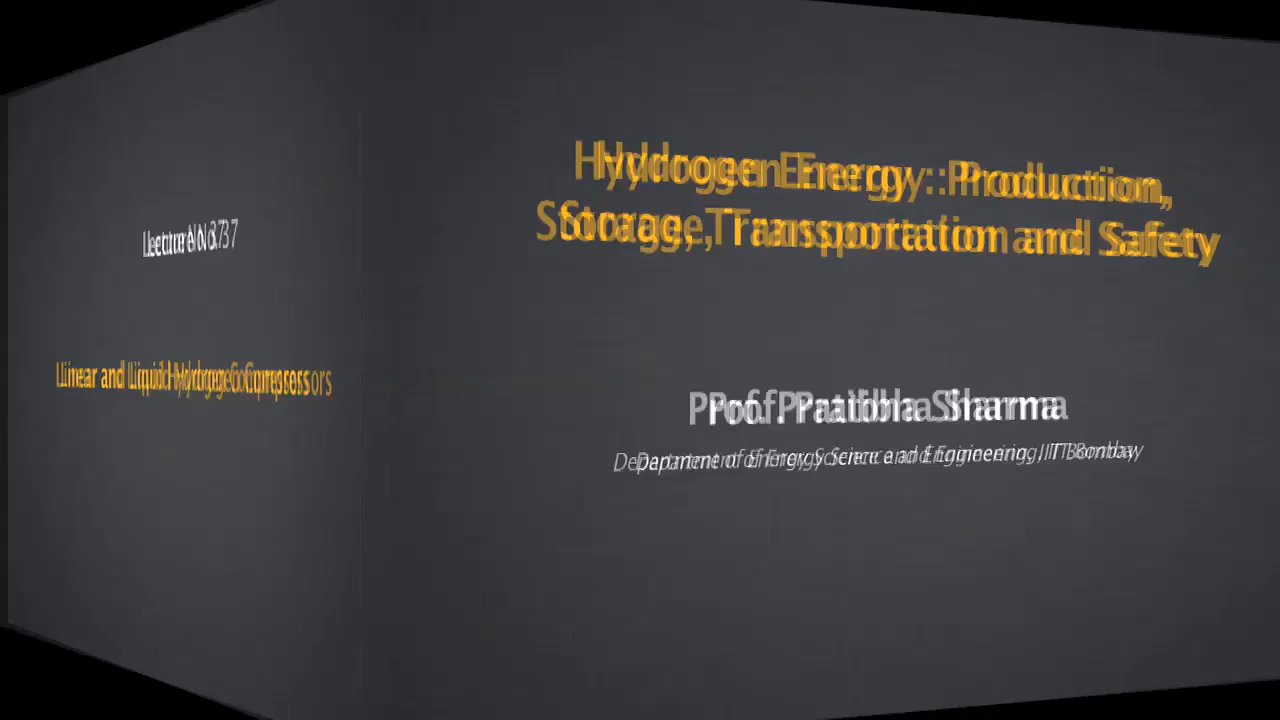 Lecture No. 37
Linear and Liquid Hydrogen Compressors
Hydrogen Energy : Production,
Storage, Transportation and Safety
Prof. Pratibha Sharma
Department of Energy Science and Engineering, IIT Bombay